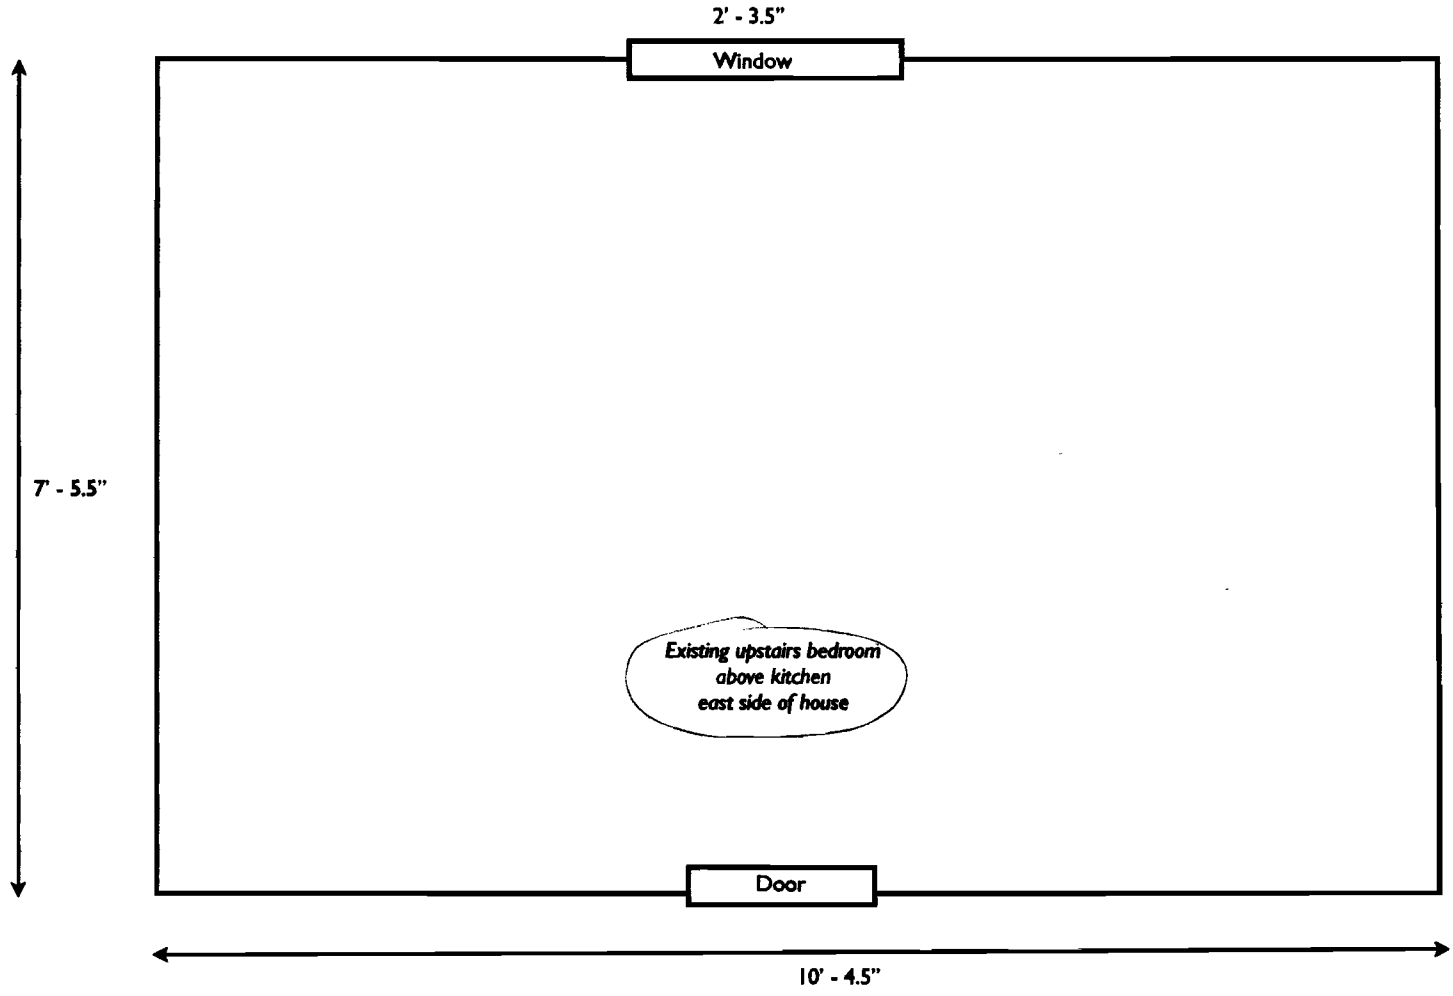 2' - 3.5"
Window
7' - 5.5"
Existing upstairs bedroom
above kitchen
east side of house
Door
10' - 4.5"